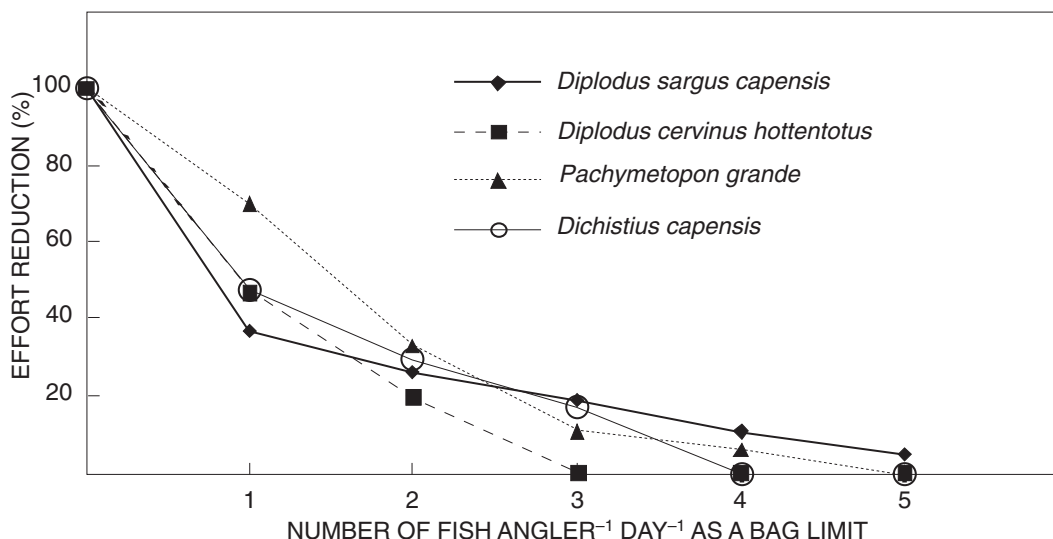 100
80
60
40
20
EFFORT REDUCTION (%)
Diplodus sargus capensis
Diplodus cervinus hottentotus
Pachymetopon grande
Dichistius capensis
1 2 3 4 5
NUMBER OF FISH ANGLER⁻¹ DAY⁻¹ AS A BAG LIMIT